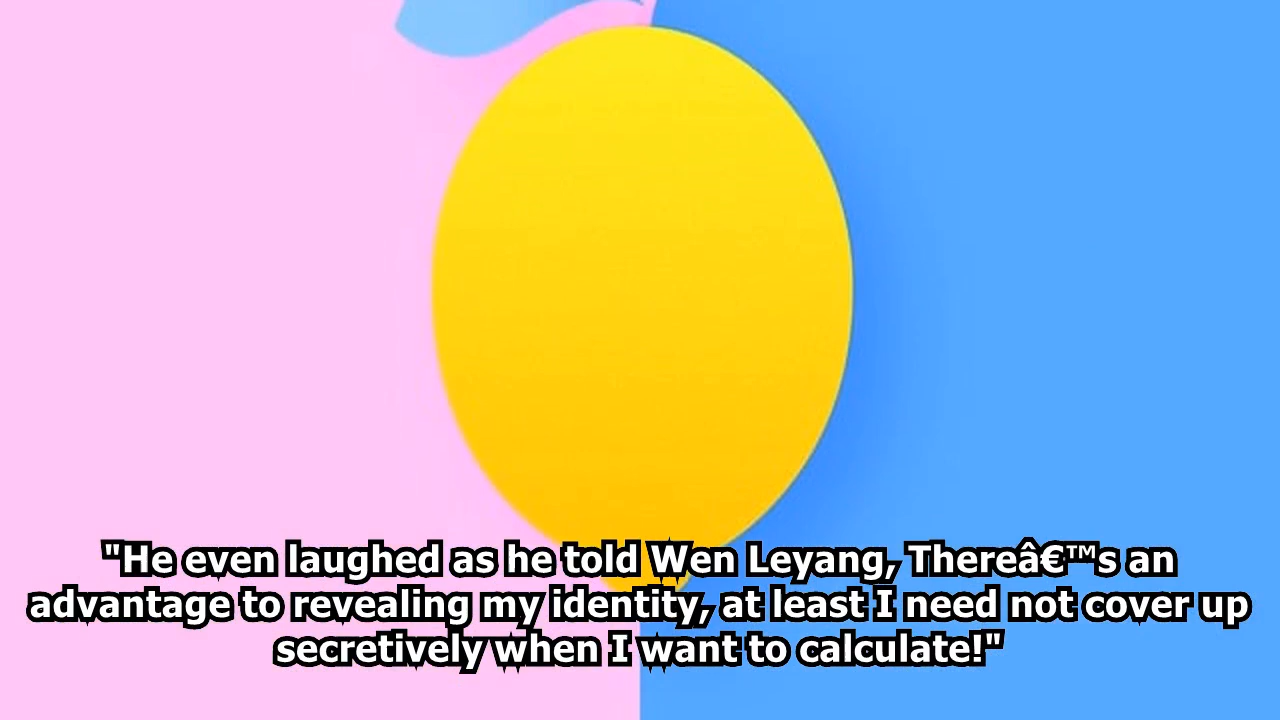 "He even laughed as he told Wen Leyang, Thereâ€™s an
advantage to revealing my identity, at least I need not cover up
secretively when I want to calculate!"